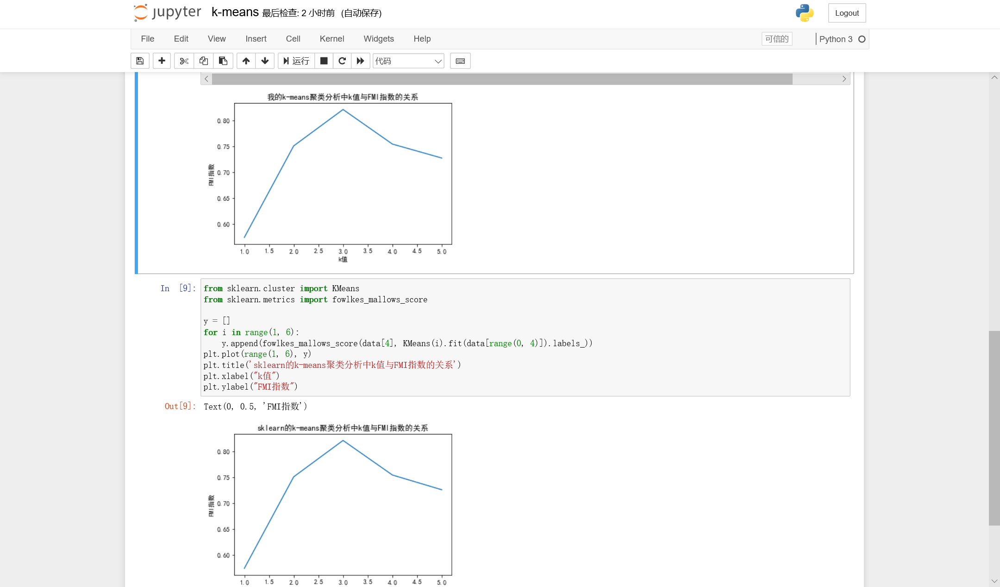 jupyter k-means 最后检查: 2 小时前 (自动保存)
Logout
File Edit View Insert Cell Kernel Widgets Help
可信的
Python 3
运行
代码
我的k-means聚类分析中k值与FMI指数的关系
0.80
0.75
0.70
0.65
0.60
FMI指数
1.0 1.5 2.0 2.5 3.0 3.5 4.0 4.5 5.0
k值
In [9]:
from sklearn.cluster import KMeans
from sklearn.metrics import fowlkes_mallows_score
y = []
for i in range(1, 6):
    y.append(fowlkes_mallows_score(data[4], KMeans(i).fit(data[range(0, 4)]).labels_))
plt.plot(range(1, 6), y)
plt.title('sklearn的k-means聚类分析中k值与FMI指数的关系')
plt.xlabel("k值")
plt.ylabel("FMI指数")
Out[9]: Text(0, 0.5, 'FMI指数')
sklearn的k-means聚类分析中k值与FMI指数的关系
0.80
0.75
0.70
0.65
0.60
FMI指数
1.0 1.5 2.0 2.5 3.0 3.5 4.0 4.5 5.0